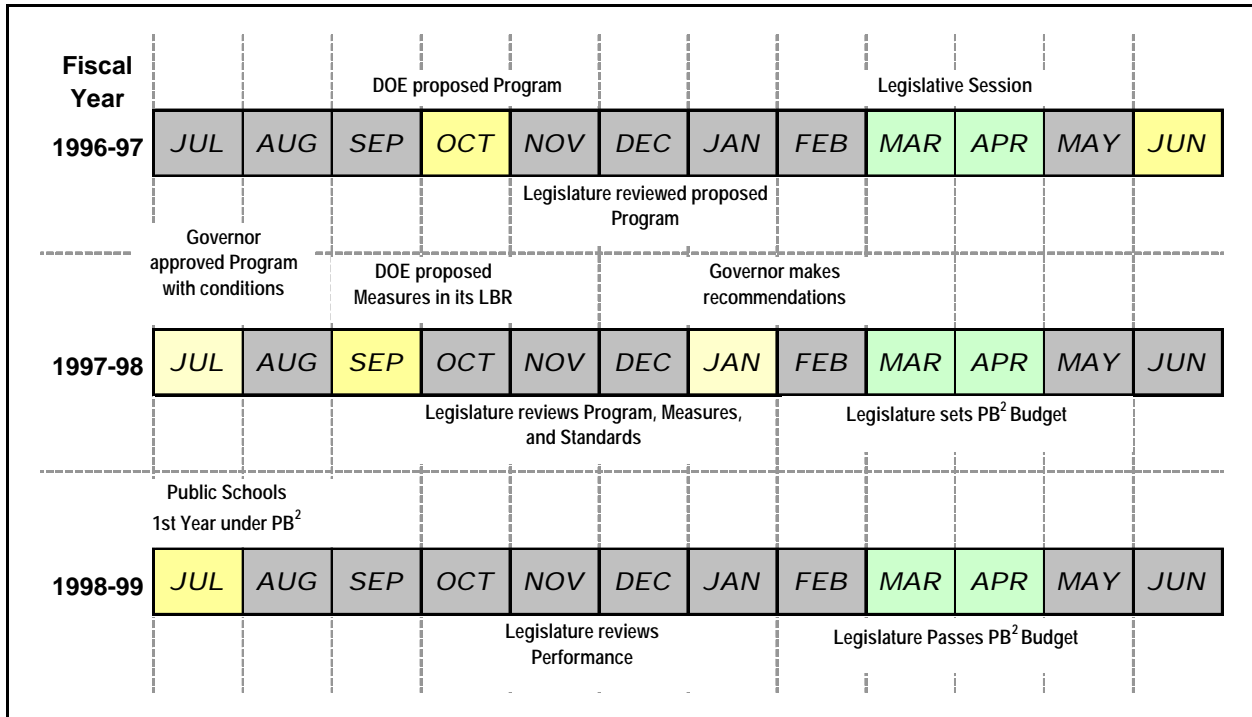 Fiscal
Year
DOE proposed Program
Legislative Session
1996-97 JUL AUG SEP OCT NOV DEC JAN FEB MAR APR MAY JUN
Legislature reviewed proposed
Program
Governor
approved Program
with conditions
DOE proposed
Measures in its LBR
Governor makes
recommendations
1997-98 JUL AUG SEP OCT NOV DEC JAN FEB MAR APR MAY JUN
Legislature reviews Program, Measures,
and Standards
Legislature sets PB² Budget
Public Schools
1st Year under PB²
1998-99 JUL AUG SEP OCT NOV DEC JAN FEB MAR APR MAY JUN
Legislature reviews
Performance
Legislature Passes PB² Budget